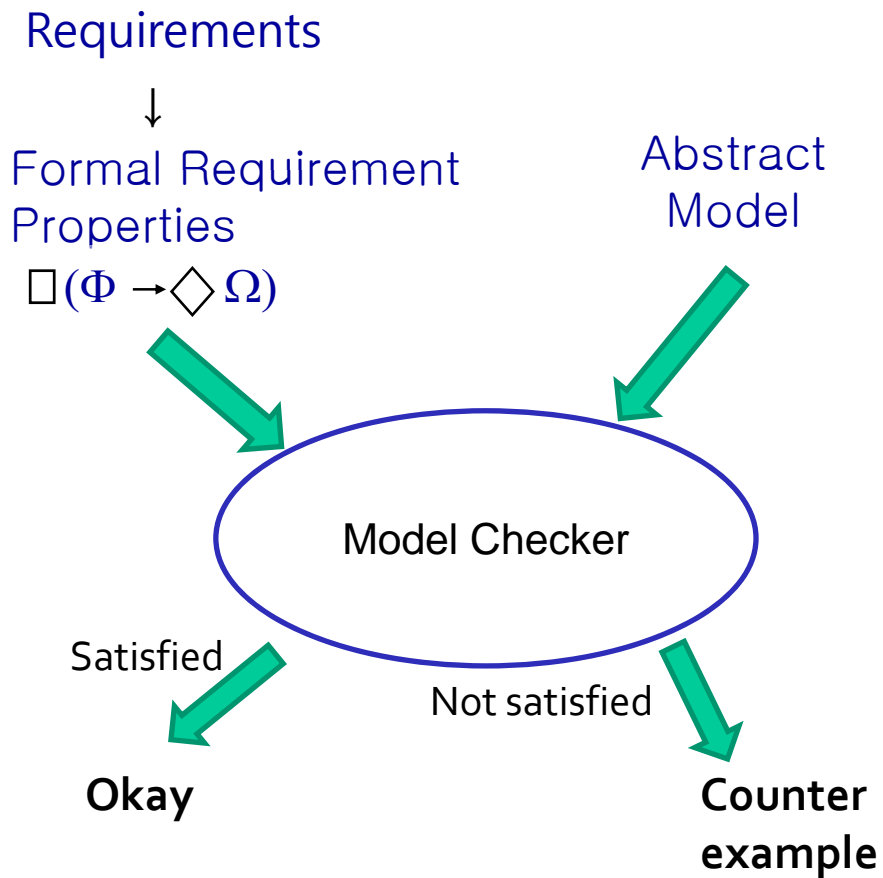 Requirements
↓
Formal Requirement
Properties
□(Φ →◇ Ω)
Abstract
Model
Model Checker
Satisfied
Not satisfied
Okay
Counter
example